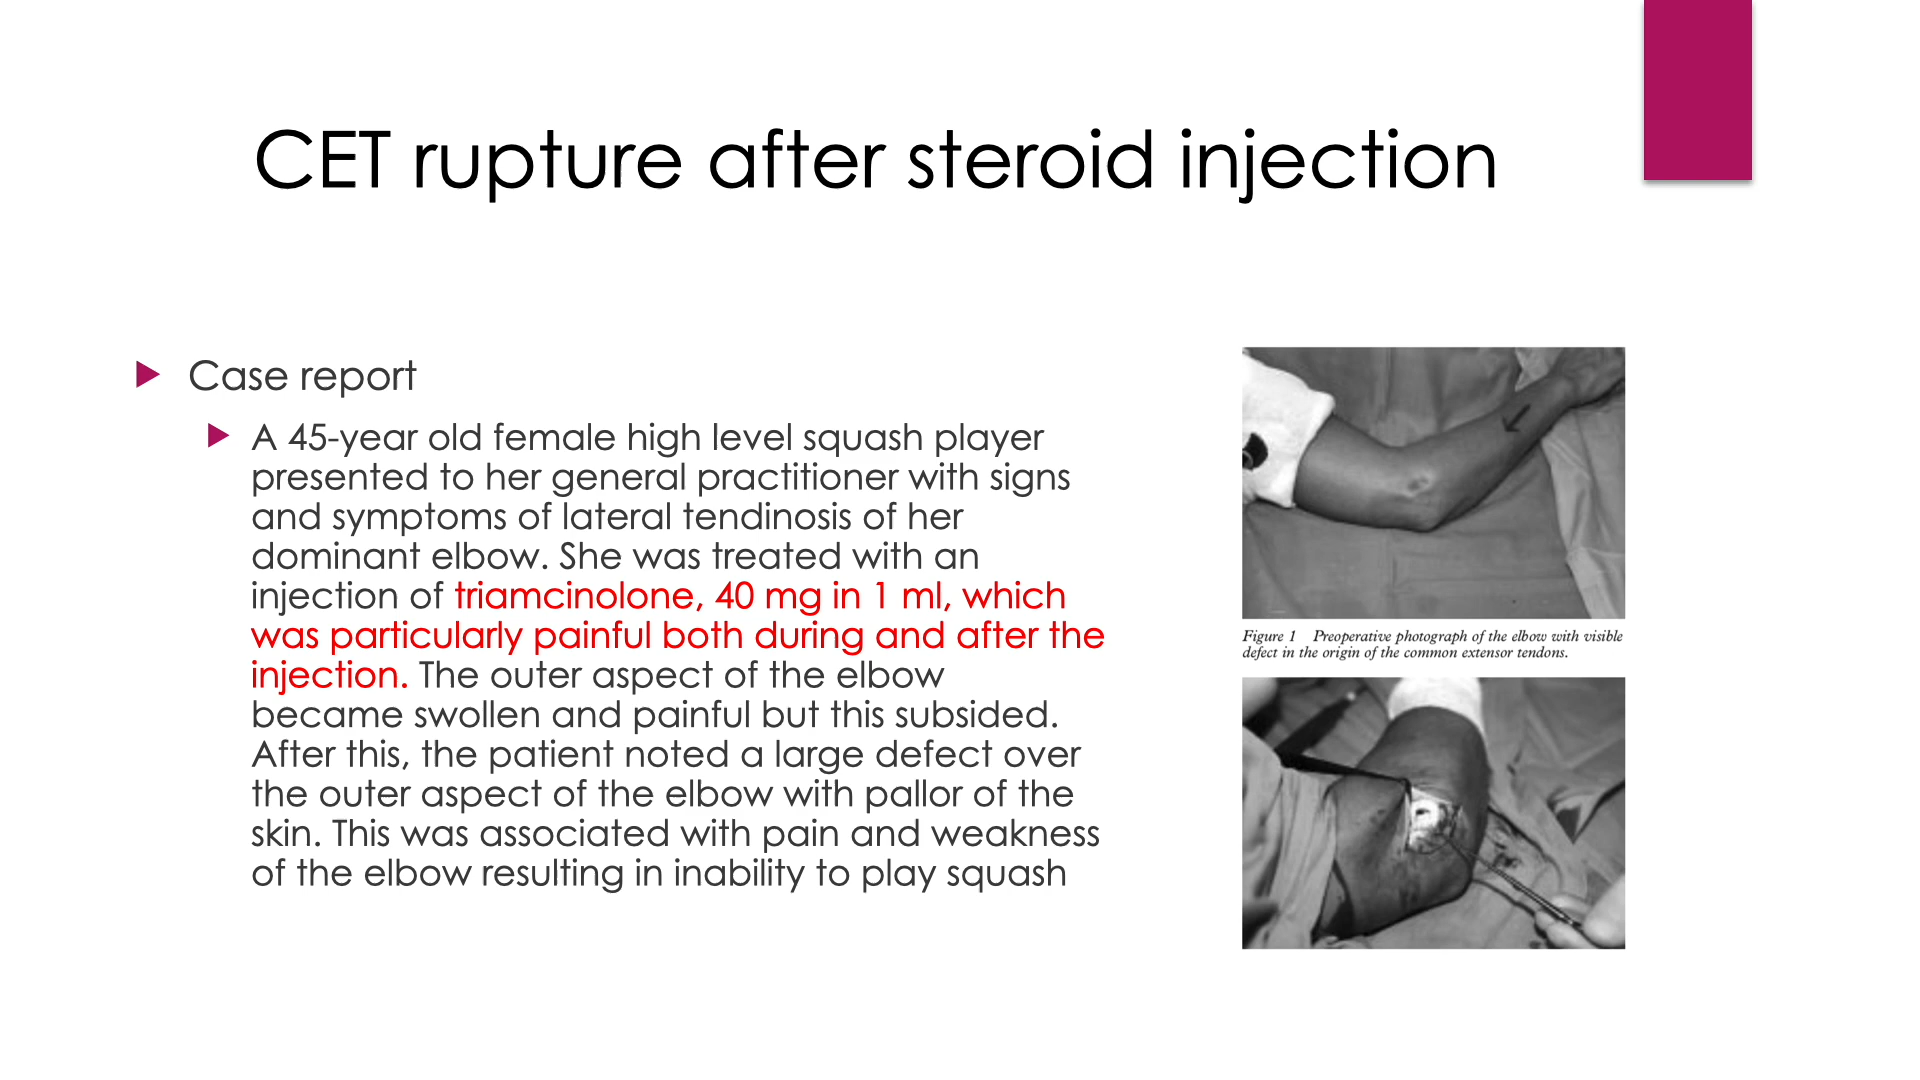 CET rupture after steroid injection
Case report
A 45-year old female high level squash player
presented to her general practitioner with signs
and symptoms of lateral tendinosis of her
dominant elbow. She was treated with an
injection of triamcinolone, 40 mg in 1 ml, which
was particularly painful both during and after the
injection. The outer aspect of the elbow
became swollen and painful but this subsided.
After this, the patient noted a large defect over
the outer aspect of the elbow with pallor of the
skin. This was associated with pain and weakness
of the elbow resulting in inability to play squash
Figure 1 Preoperative photograph of the elbow with visible
defect in the origin of the common extensor tendons.